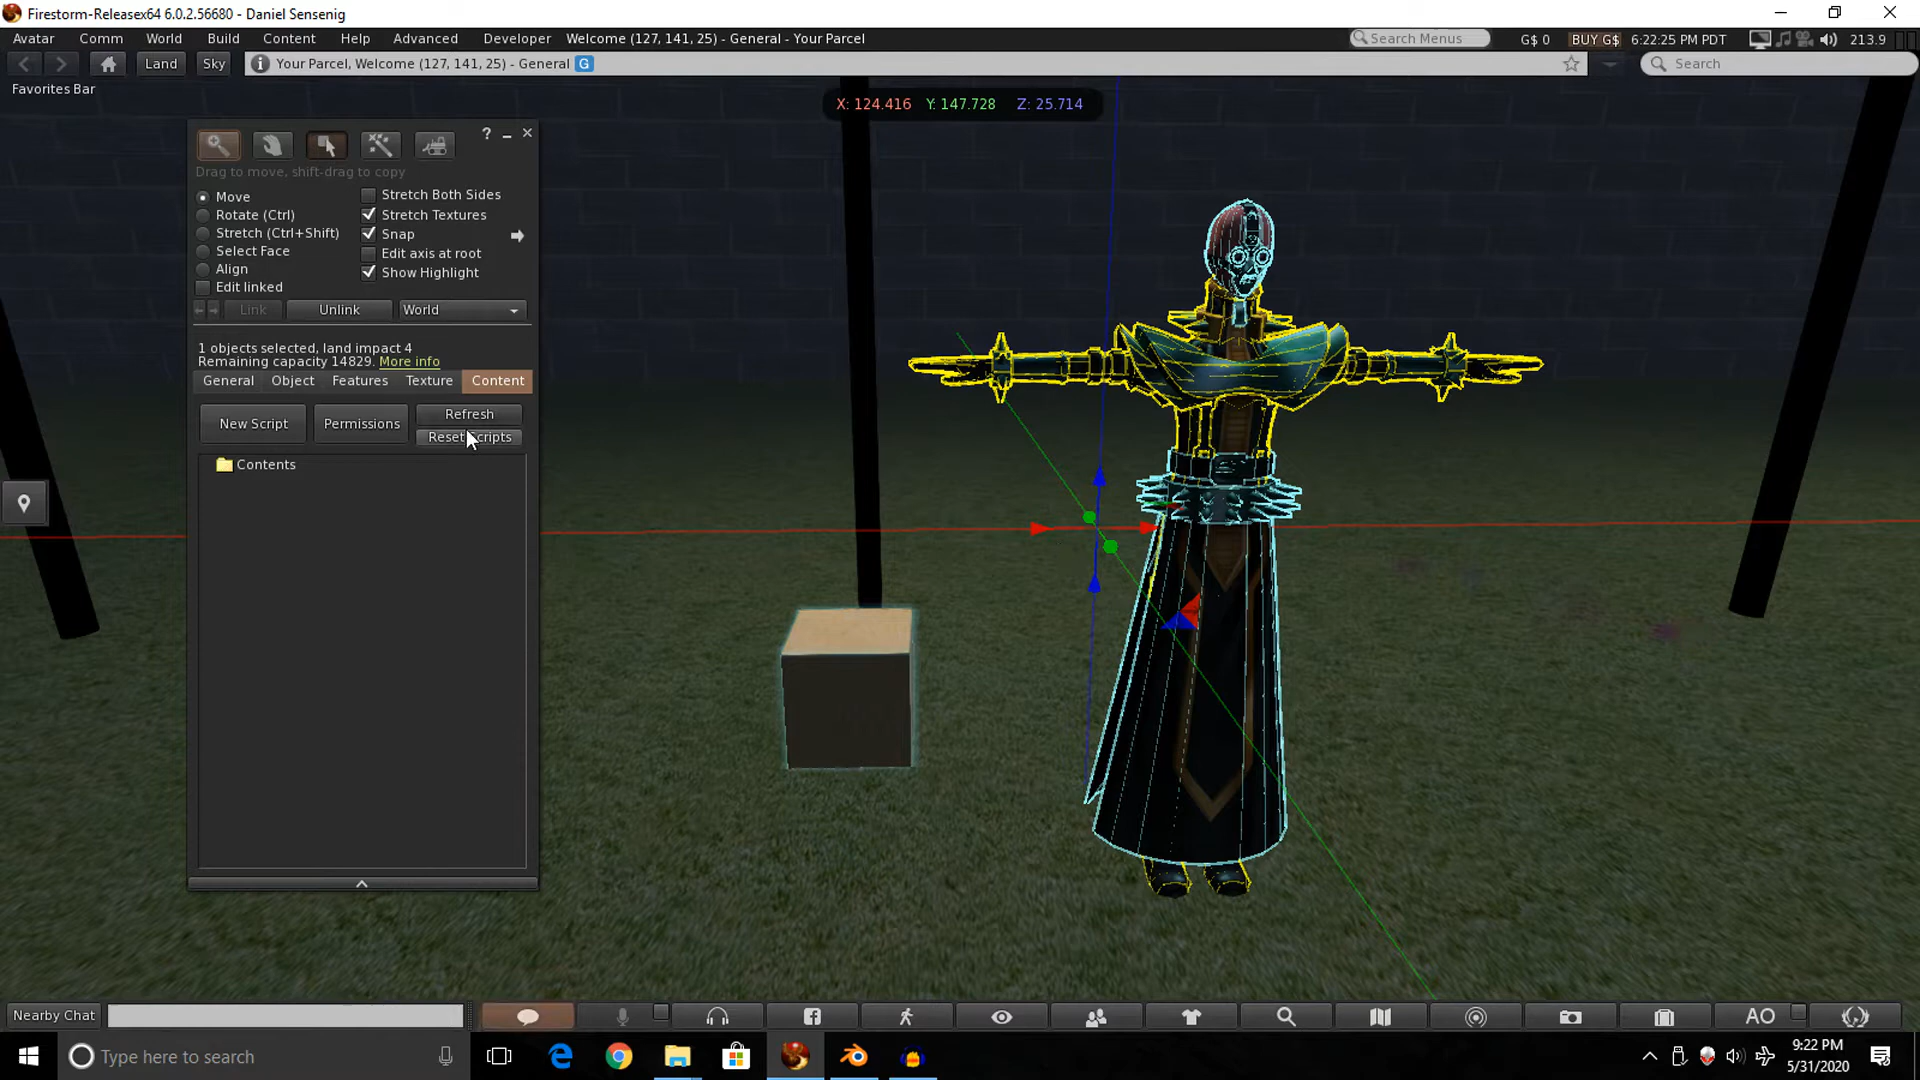 Firestorm-Releasex64 6.0.2.56680 - Daniel Sensenig
Avatar Comm World Build Content Help Advanced Developer Welcome (127, 141, 25) - General - Your Parcel Search Menus G$ 0 BUY G$ 6:22:25 PM PDT 213.9
Land Sky Your Parcel, Welcome (127, 141, 25) - General G Search
Favorites Bar
X: 124.416 Y: 147.728 Z: 25.714
?
Drag to move, shift-drag to copy
Move Stretch Both Sides
Rotate (Ctrl) Stretch Textures
Stretch (Ctrl+Shift) Snap
Select Face Edit axis at root
Align Show Highlight
Edit linked
Link Unlink World
1 objects selected, land impact 4
Remaining capacity 14829. More info
General Object Features Texture Content
New Script Permissions Refresh
Reset Scripts
Contents
Nearby Chat AO
Type here to search
9:22 PM
5/31/2020